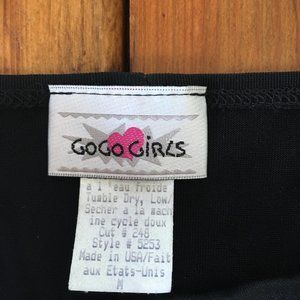 GOGO GIRLS
a l'eau froide
Tumble Dry, Low/
Secher a la mach
ine cycle doux
Cut # 248
Style # 5253
Made in USA/Fait
aux Etats-Unis
M